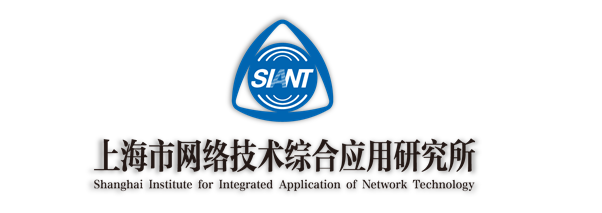 SIANT
上海市网络技术综合应用研究所
Shanghai Institute for Integrated Application of Network Technology